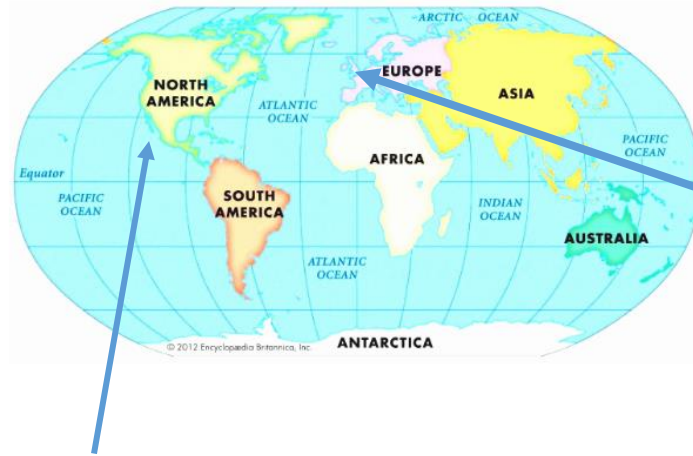 ARCTIC OCEAN
EUROPE
NORTH
AMERICA
ASIA
ATLANTIC
OCEAN
PACIFIC
OCEAN
AFRICA
Equator
PACIFIC
OCEAN
SOUTH
AMERICA
INDIAN
OCEAN
AUSTRALIA
ATLANTIC
OCEAN
ANTARCTICA
© 2012 Encyclopædia Britannica, Inc.